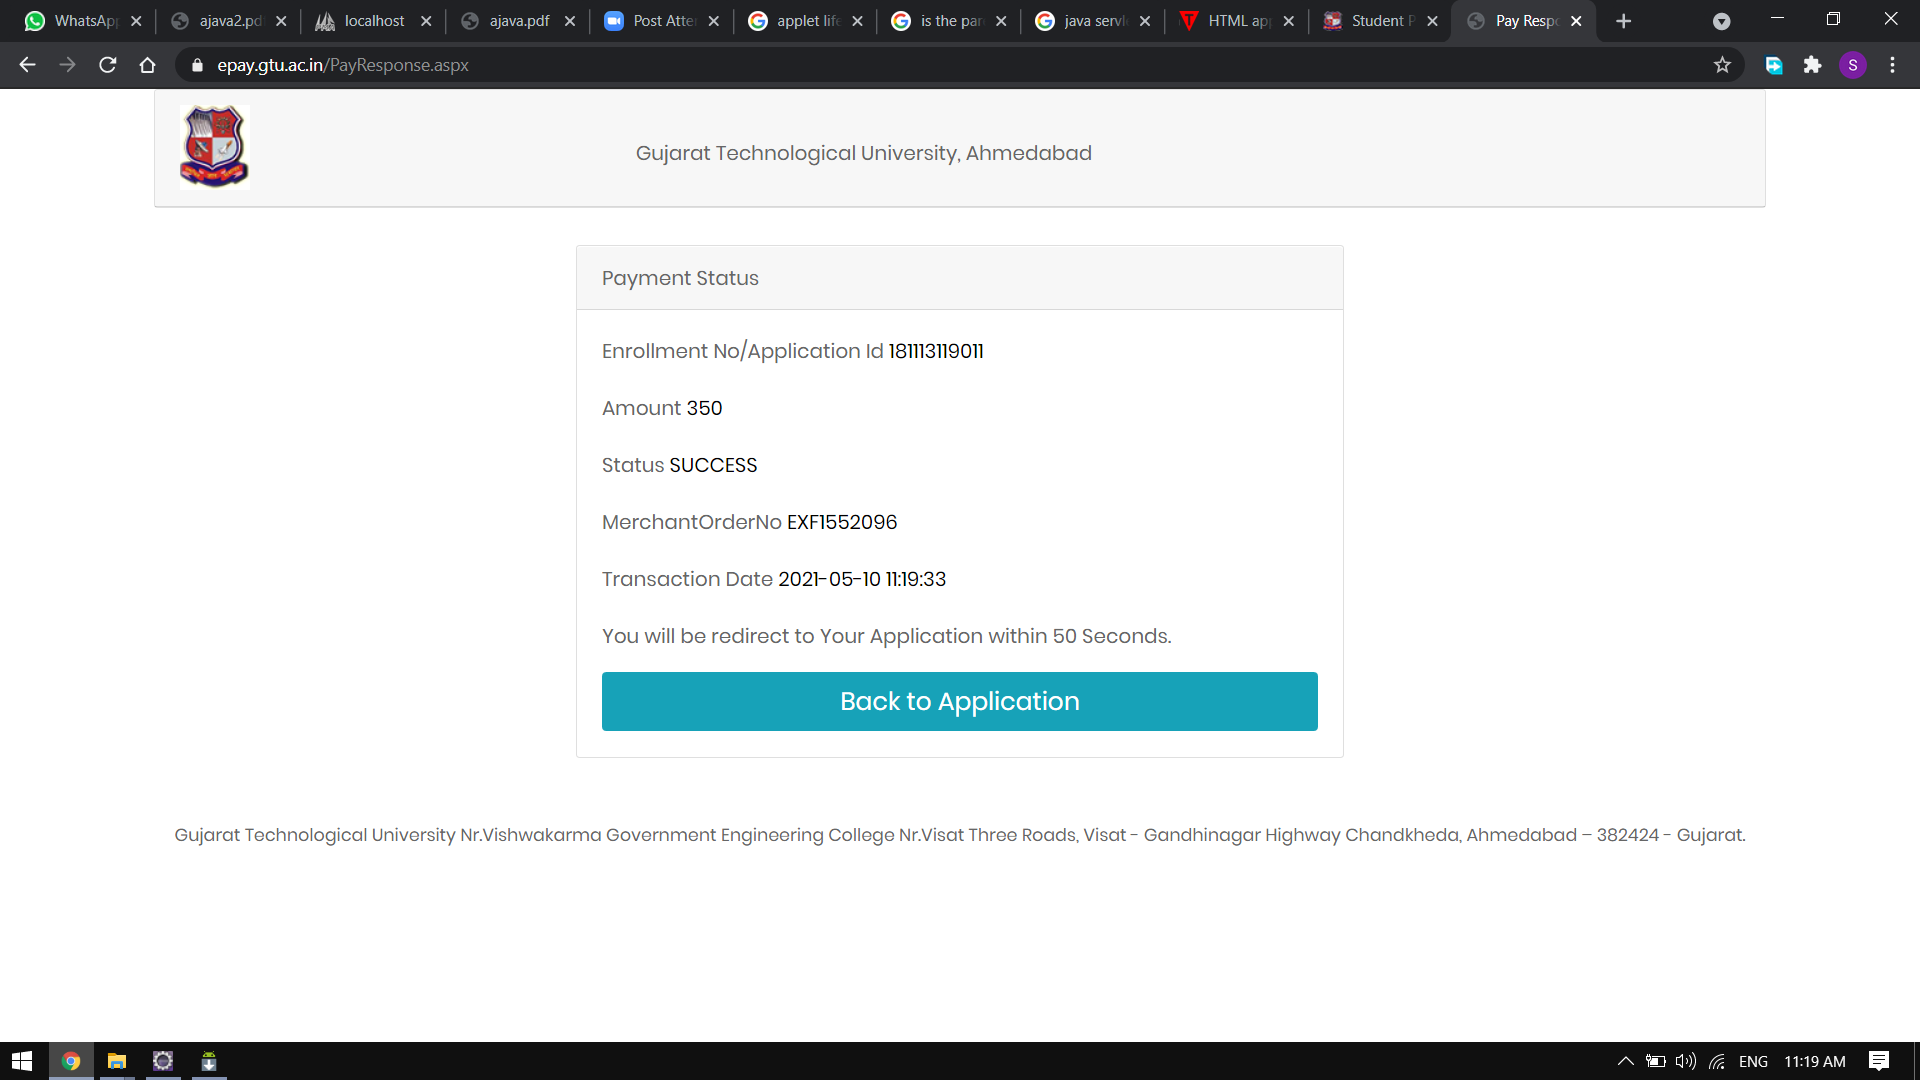 WhatsApp
ajava2.pd
localhost
ajava.pdf
Post Atter
applet life
is the par
java servl
HTML ap
Student P
Pay Respo
epay.gtu.ac.in/PayResponse.aspx
S
Gujarat Technological University, Ahmedabad
Payment Status
Enrollment No/Application Id 181113119011
Amount 350
Status SUCCESS
MerchantOrderNo EXF1552096
Transaction Date 2021-05-10 11:19:33
You will be redirect to Your Application within 50 Seconds.
Back to Application
Gujarat Technological University Nr.Vishwakarma Government Engineering College Nr.Visat Three Roads, Visat - Gandhinagar Highway Chandkheda, Ahmedabad – 382424 - Gujarat.
ENG
11:19 AM